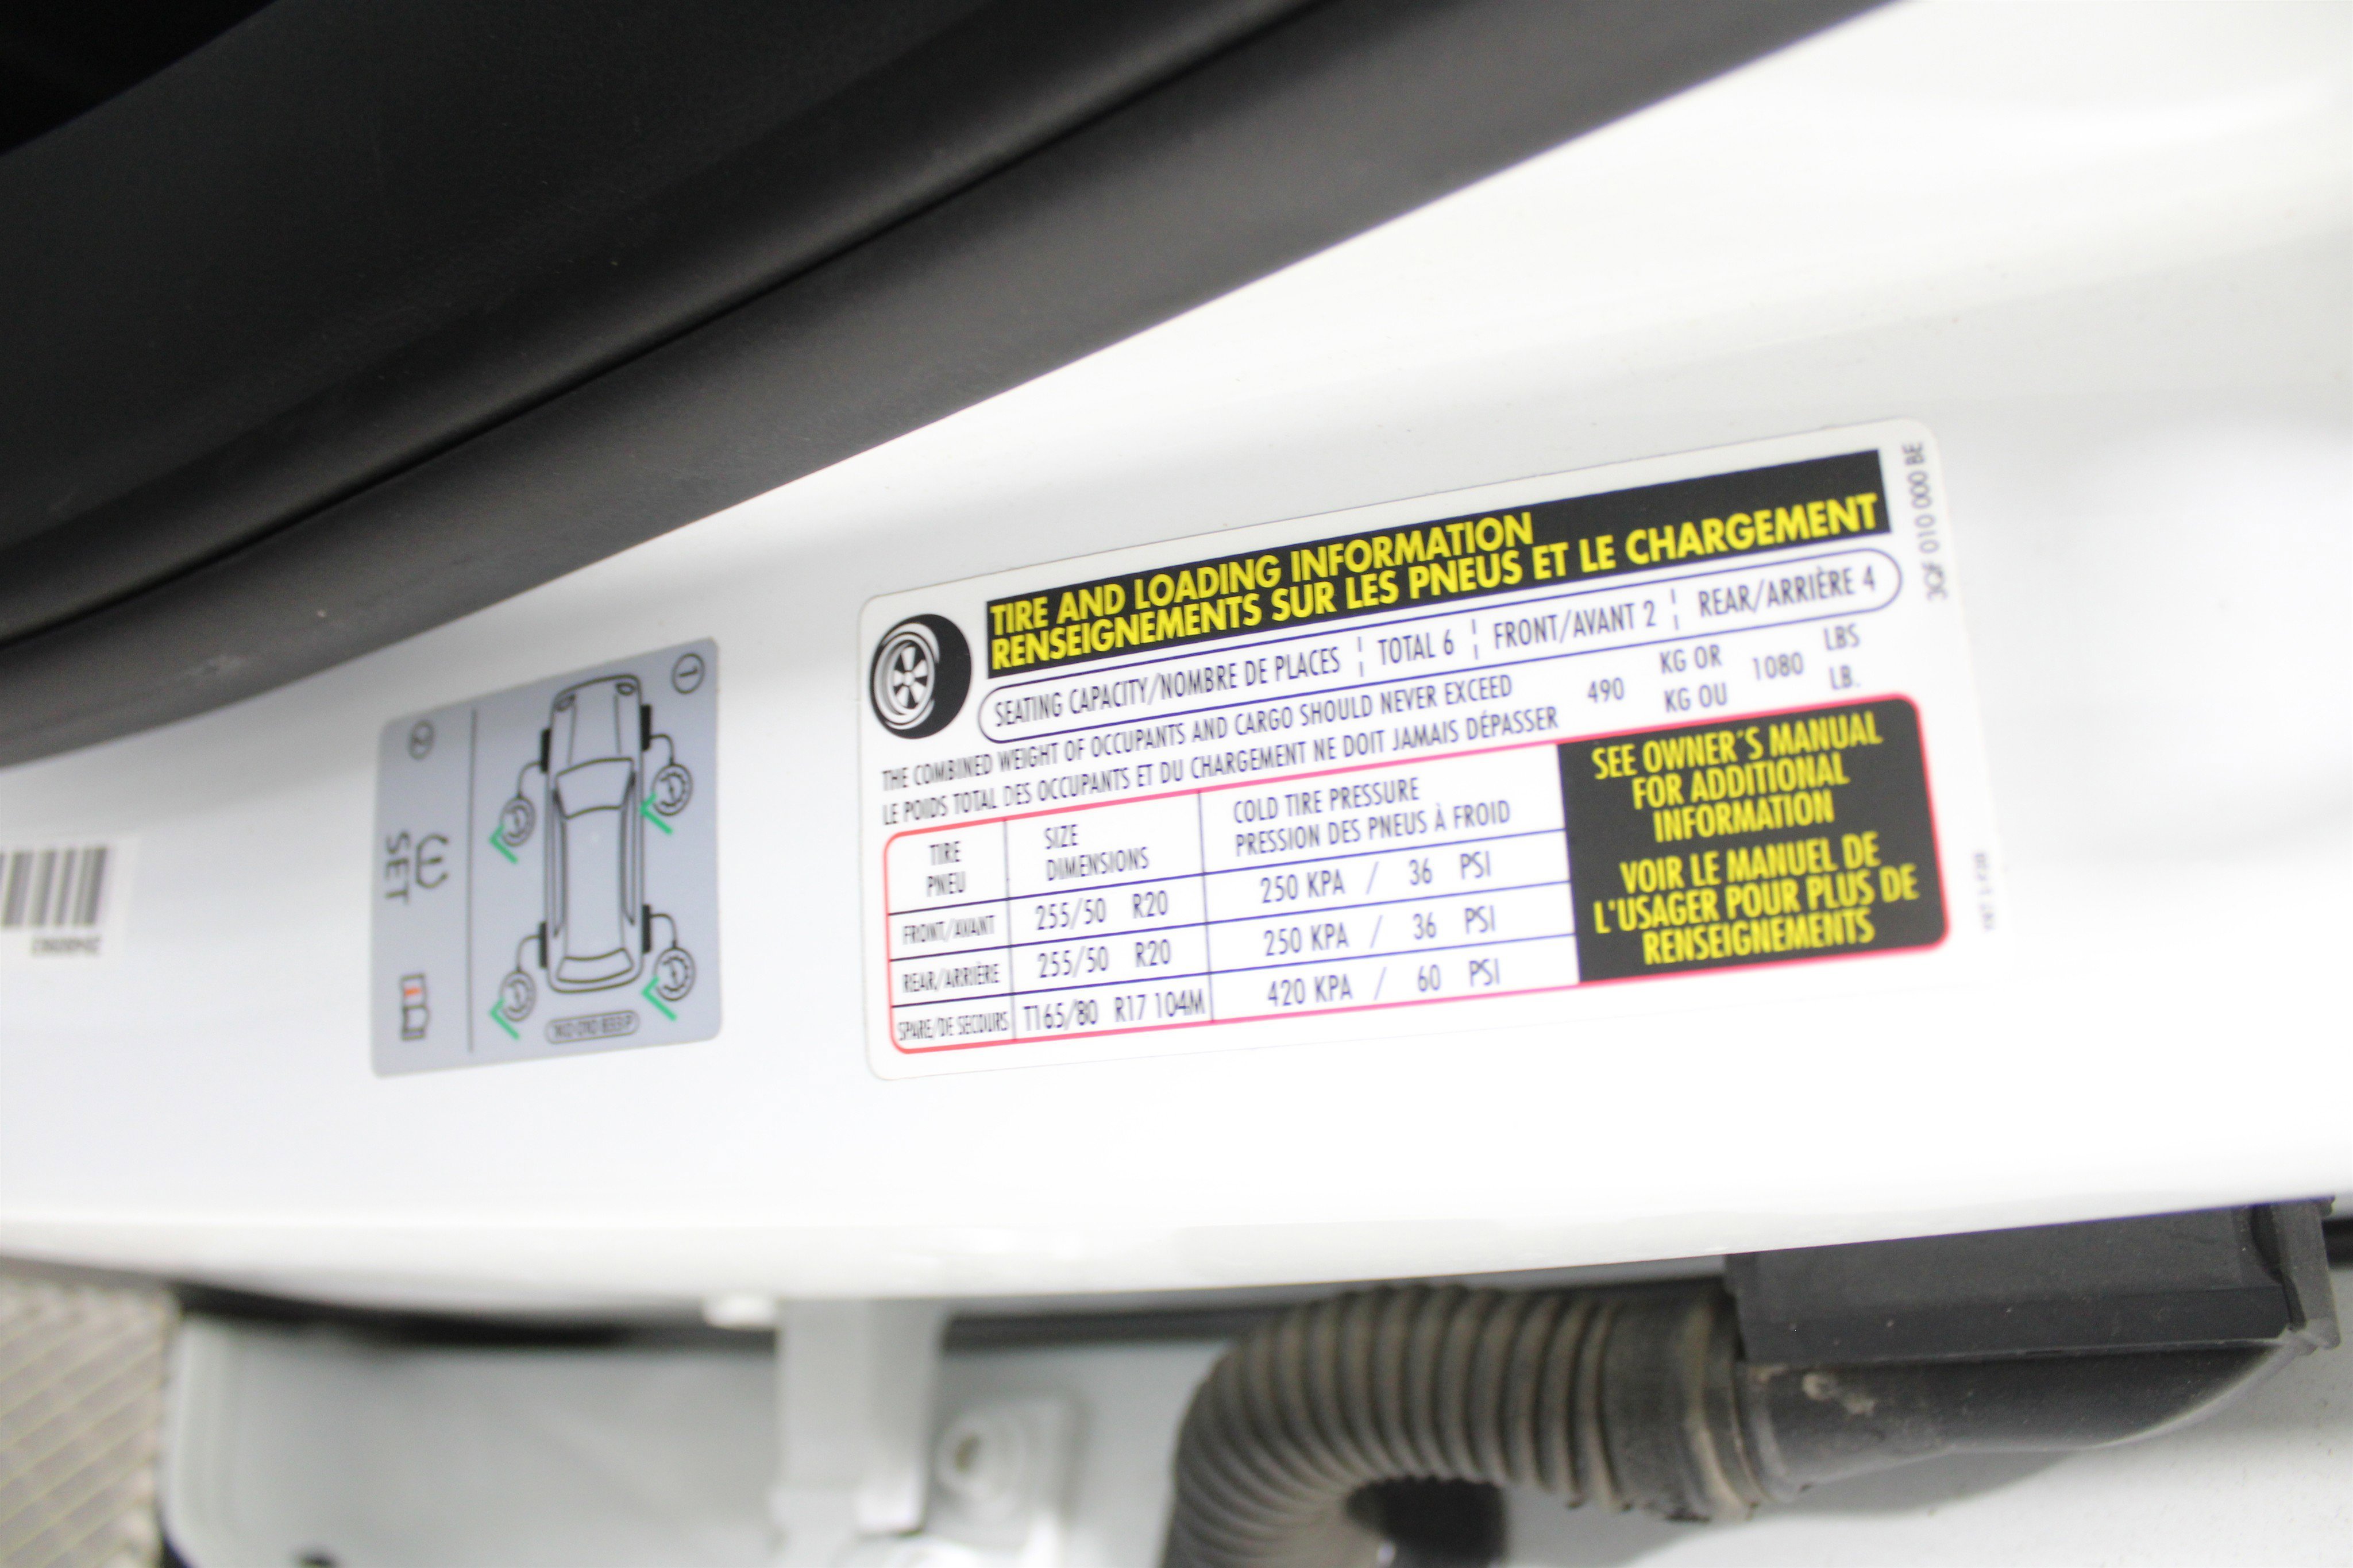 TIRE AND LOADING INFORMATION
RENSEIGNEMENTS SUR LES PNEUS ET LE CHARGEMENT
SEATING CAPACITY/NOMBRE DE PLACES TOTAL 6 FRONT/AVANT 2 REAR/ARRIÈRE 4
THE COMBINED WEIGHT OF OCCUPANTS AND CARGO SHOULD NEVER EXCEED 490 KG OR 1080 LBS
LE POIDS TOTAL DES OCCUPANTS ET DU CHARGEMENT NE DOIT JAMAIS DÉPASSER KG OU LB.
TIRE
PNEU
SIZE
DIMENSIONS
COLD TIRE PRESSURE
PRESSION DES PNEUS À FROID
FRONT/AVANT 255/50 R20 250 KPA / 36 PSI
REAR/ARRIÈRE 255/50 R20 250 KPA / 36 PSI
SPARE/DE SECOURS T165/80 R17 104M 420 KPA / 60 PSI
SEE OWNER'S MANUAL
FOR ADDITIONAL
INFORMATION
VOIR LE MANUEL DE
L'USAGER POUR PLUS DE
RENSEIGNEMENTS
3QF 010 000 BE
1
2
SET